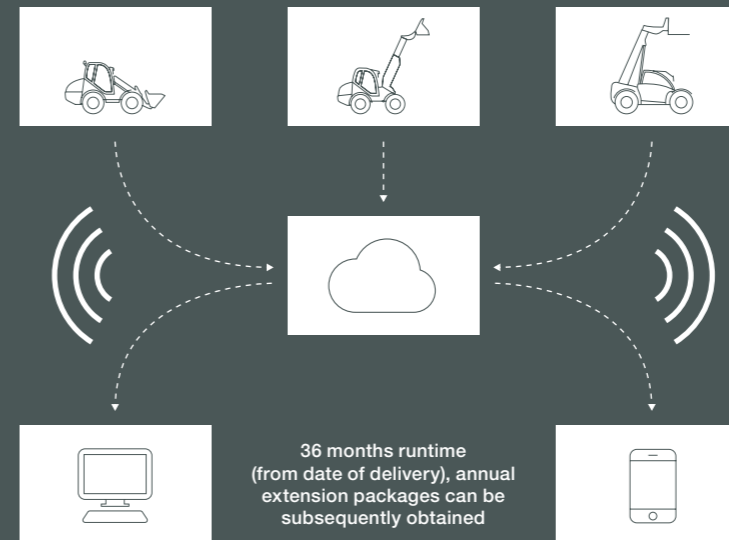 36 months runtime
(from date of delivery), annual
extension packages can be
subsequently obtained